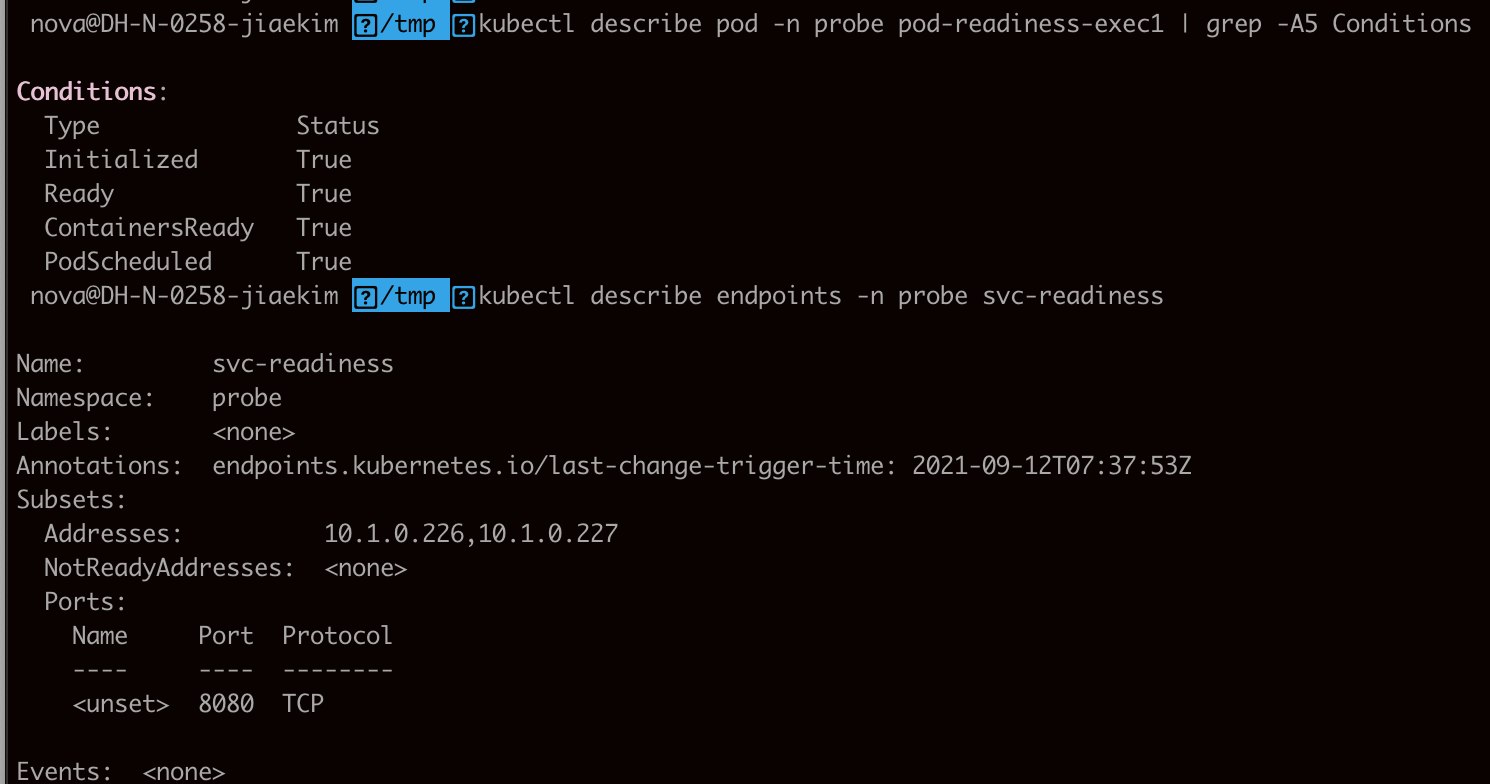 nova@DH-N-0258-jiaekim ?/tmp ?kubectl describe pod -n probe pod-readiness-exec1 | grep -A5 Conditions
Conditions:
Type Status
Initialized True
Ready True
ContainersReady True
PodScheduled True
nova@DH-N-0258-jiaekim ?/tmp ?kubectl describe endpoints -n probe svc-readiness
Name: svc-readiness
Namespace: probe
Labels: <none>
Annotations: endpoints.kubernetes.io/last-change-trigger-time: 2021-09-12T07:37:53Z
Subsets:
Addresses: 10.1.0.226,10.1.0.227
NotReadyAddresses: <none>
Ports:
Name Port Protocol
---- ---- --------
<unset> 8080 TCP
Events: <none>